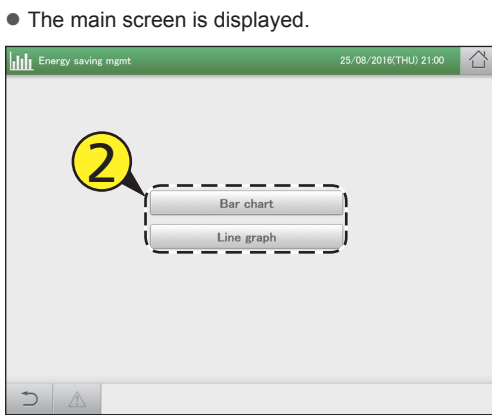 ● The main screen is displayed.
Energy saving mgmt 25/08/2016(THU) 21:00
2
Bar chart
Line graph